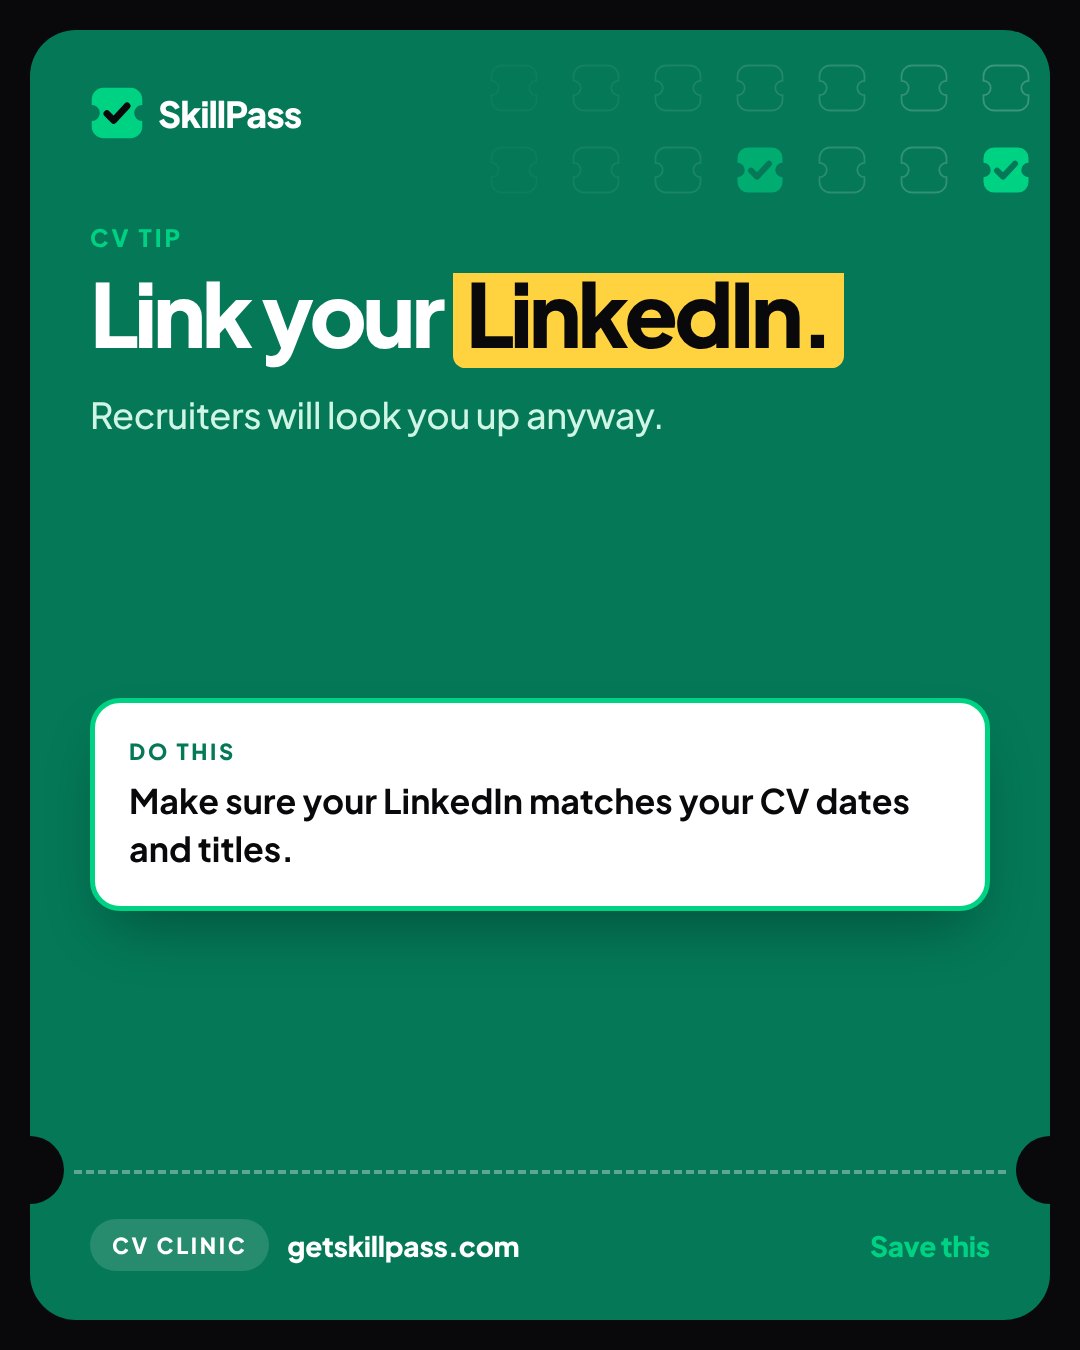 SkillPass
CV TIP
Link your LinkedIn.
Recruiters will look you up anyway.
DO THIS
Make sure your LinkedIn matches your CV dates
and titles.
CV CLINIC getskillpass.com Save this